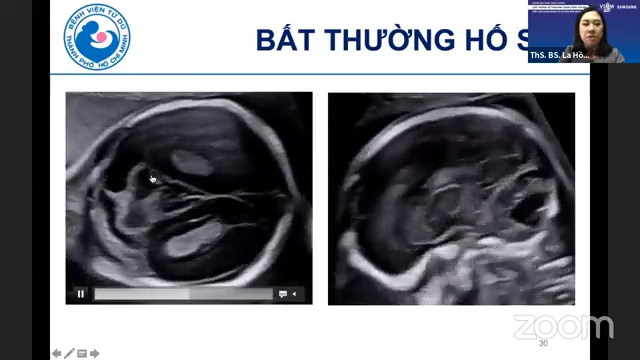 BỆNH VIỆN TỪ DŨ
THÀNH PHỐ HỒ CHÍ MINH
BẤT THƯỜNG HỐ S
SAMSUNG
ThS. BS. La Hồ...
30
zoom